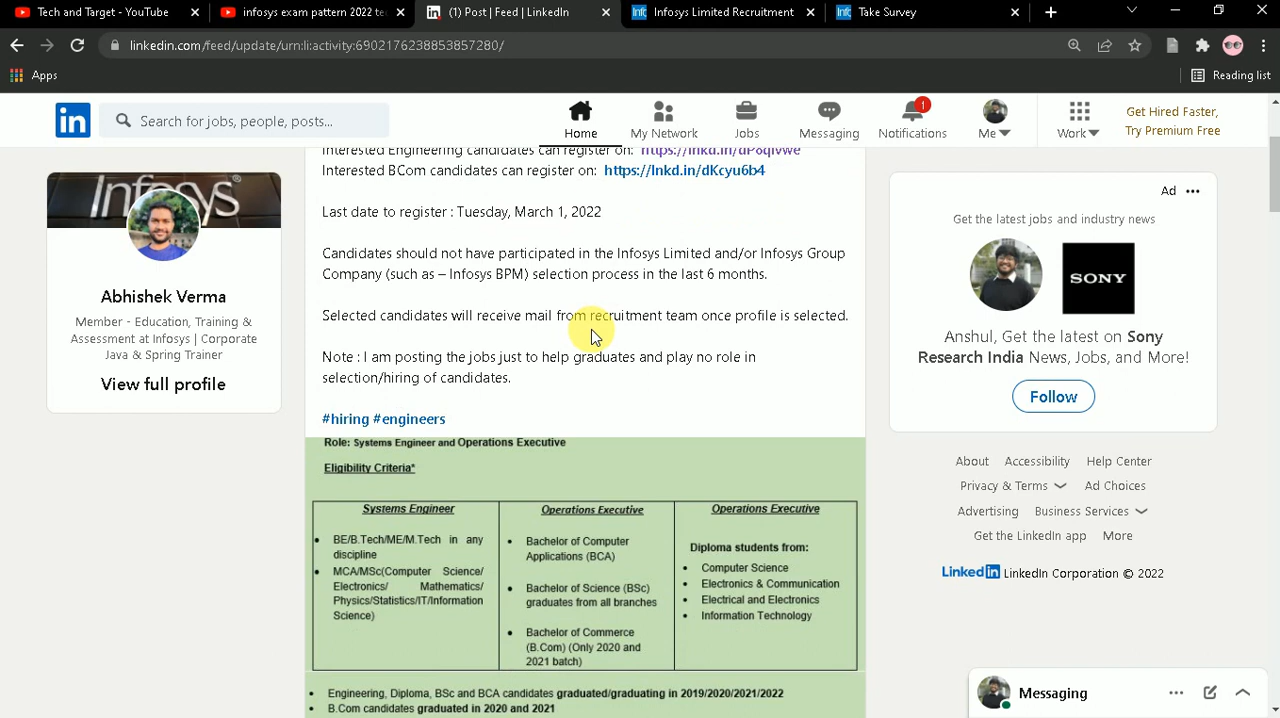 Tech and Target - YouTube
infosys exam pattern 2022 te
(1) Post | Feed | LinkedIn
Infosys Limited Recruitment
Take Survey
linkedin.com/feed/update/urn:li:activity:6902176238853857280/
Apps
Reading list
in
Search for jobs, people, posts...
Home
My Network
Jobs
Messaging
1
Notifications
Me
Work
Get Hired Faster,
Try Premium Free
Infosys
Abhishek Verma
Member - Education, Training &
Assessment at Infosys | Corporate
Java & Spring Trainer
View full profile
Interested Engineering candidates can register on: https://lnkd.in/dPoqivwe
Interested BCom candidates can register on: https://lnkd.in/dKcyu6b4
Last date to register : Tuesday, March 1, 2022
Candidates should not have participated in the Infosys Limited and/or Infosys Group
Company (such as – Infosys BPM) selection process in the last 6 months.
Selected candidates will receive mail from recruitment team once profile is selected.
Note : I am posting the jobs just to help graduates and play no role in
selection/hiring of candidates.
#hiring #engineers
Role: Systems Engineer and Operations Executive
Eligibility Criteria*
Systems Engineer
BE/B.Tech/ME/M.Tech in any
discipline
MCA/MSc(Computer Science/
Electronics/ Mathematics/
Physics/Statistics/IT/Information
Science)
Operations Executive
Bachelor of Computer
Applications (BCA)
Bachelor of Science (BSc)
graduates from all branches
Bachelor of Commerce
(B.Com) (Only 2020 and
2021 batch)
Operations Executive
Diploma students from:
Computer Science
Electronics & Communication
Electrical and Electronics
Information Technology
Engineering, Diploma, BSc and BCA candidates graduated/graduating in 2019/2020/2021/2022
B.Com candidates graduated in 2020 and 2021
Ad
Get the latest jobs and industry news
SONY
Anshul, Get the latest on Sony
Research India News, Jobs, and More!
Follow
About Accessibility Help Center
Privacy & Terms Ad Choices
Advertising Business Services
Get the LinkedIn app More
LinkedIn LinkedIn Corporation © 2022
Messaging